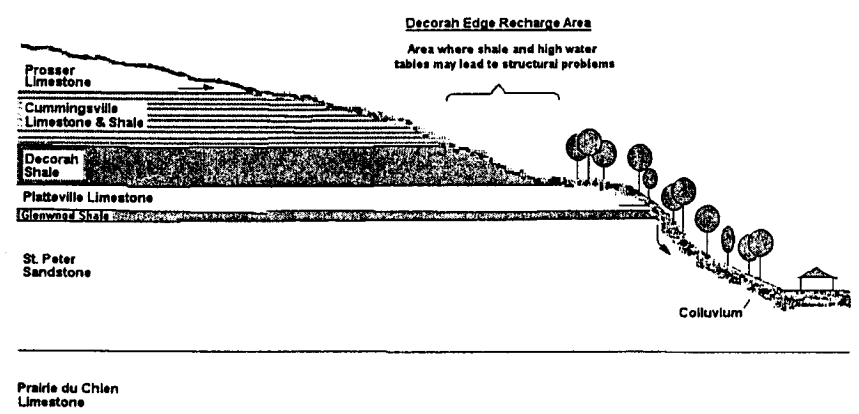 Decorah Edge Recharge Area
Area where shale and high water
tables may lead to structural problems
Prosser
Limestone
Cummingsville
Limestone & Shale
Decorah
Shale
Platteville Limestone
Glenwood Shale
St. Peter
Sandstone
Colluvium
Prairie du Chien
Limestone